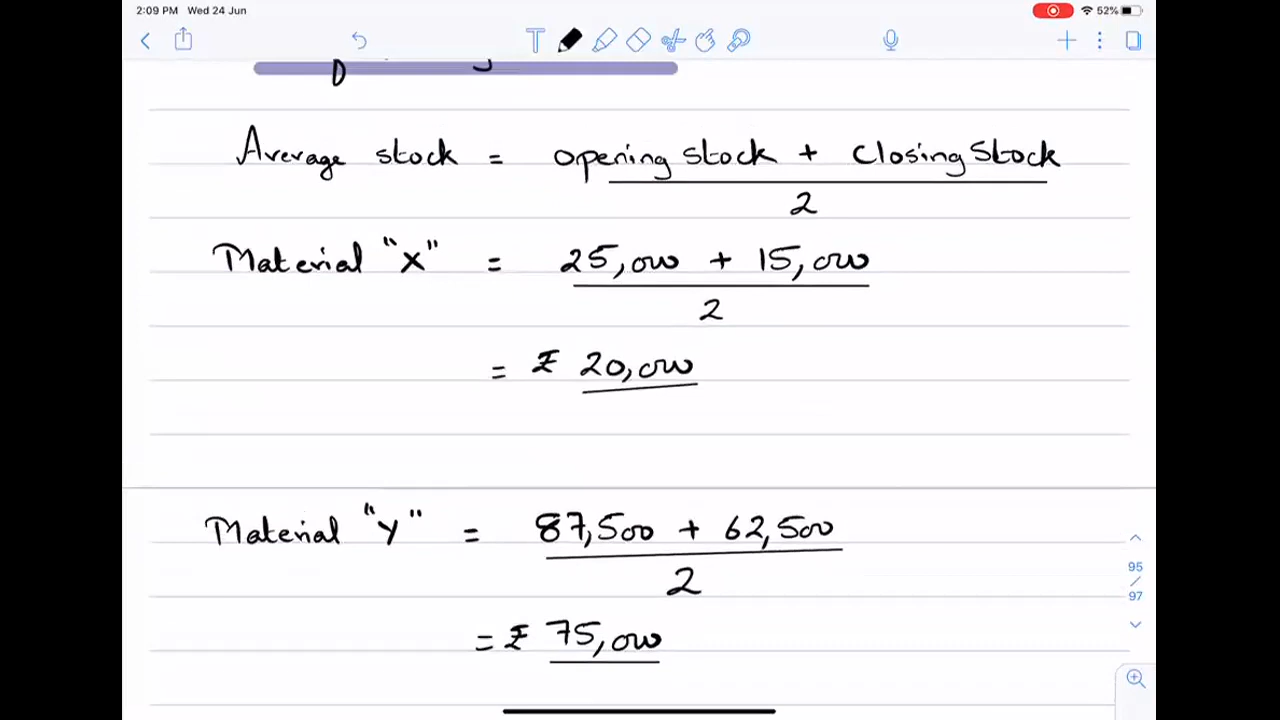 2:09 PM Wed 24 Jun 52%
T
Average stock = opening stock + closing stock
2
Material "X" = 25,000 + 15,000
2
= ₹ 20,000
Material "Y" = 87,500 + 62,500
2
= ₹ 75,000
95
/
97